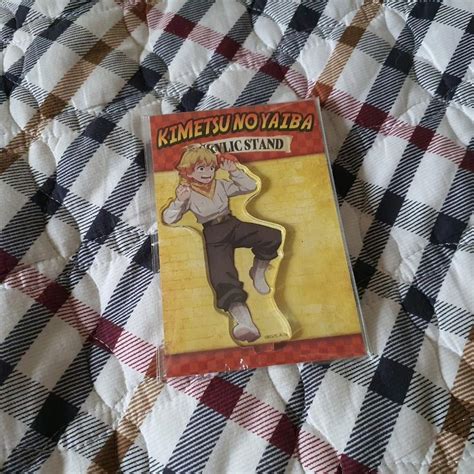 KIMETSU NO YAIBA
ACRYLIC STAND